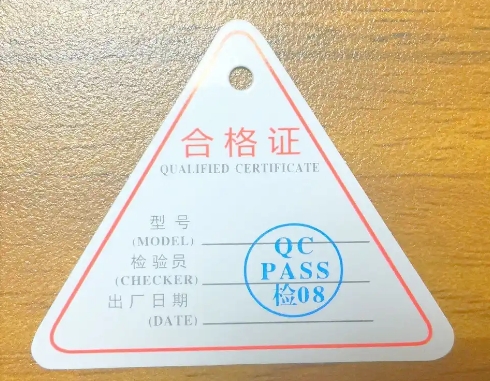 合格证
QUALIFIED CERTIFICATE
型号
(MODEL)
检验员
(CHECKER)
出厂日期
(DATE)
QC
PASS
检08